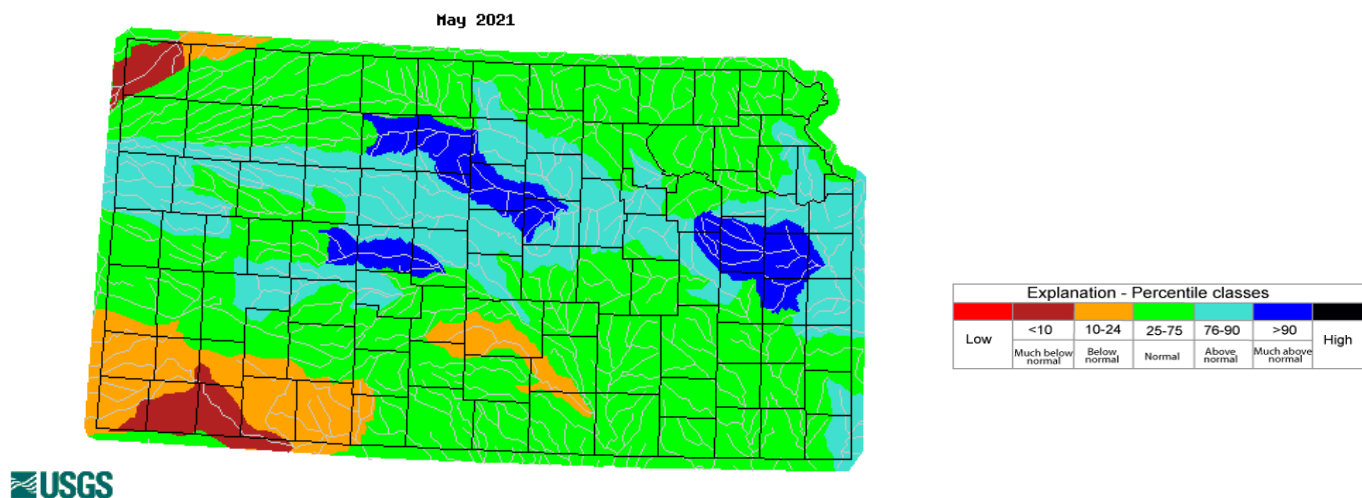 May 2021
Explanation - Percentile classes
Low
<10
10-24
25-75
76-90
>90
High
Much below normal
Below normal
Normal
Above normal
Much above normal
USGS